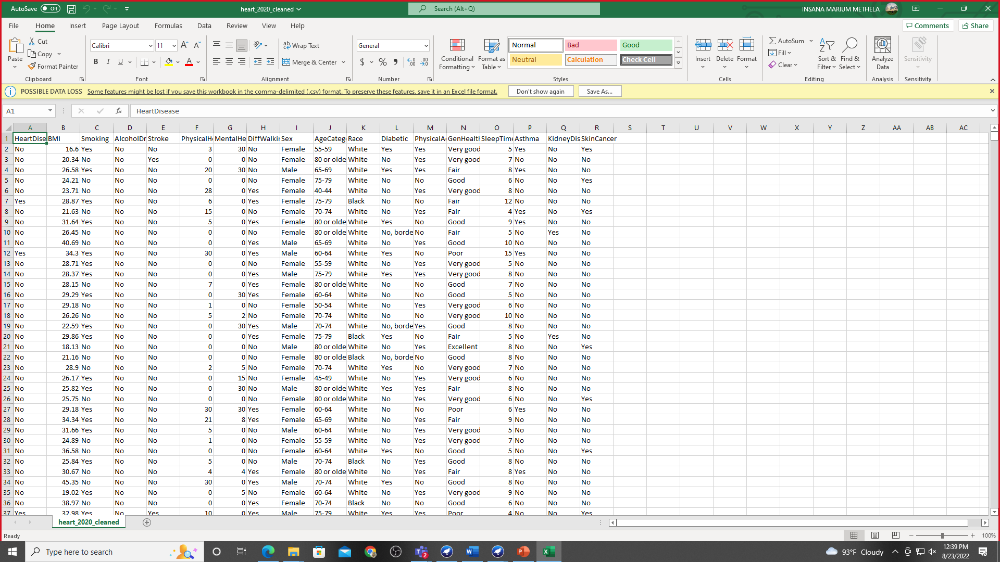 AutoSave Off heart_2020_cleaned Search (Alt+Q) INSANA MARIUM METHELA
File Home Insert Page Layout Formulas Data Review View Help Comments Share
Paste Cut Copy Format Painter Clipboard
Calibri 11 A A B I U A Font
ab Wrap Text Merge & Center Alignment
General $ % 9 Number
Conditional Formatting Format as Table Normal Bad Good Neutral Calculation Check Cell Styles
Insert Delete Format Cells
AutoSum Fill Clear Sort & Filter Find & Select Editing
Analyze Data Analysis Sensitivity Sensitivity
POSSIBLE DATA LOSS Some features might be lost if you save this workbook in the comma-delimited (.csv) format. To preserve these features, save it in an Excel file format. Don't show again Save As...
A1 fx HeartDisease
A B C D E F G H I J K L M N O P Q R S T U V W X Y Z AA AB AC
1 HeartDise BMI Smoking AlcoholDr Stroke PhysicalHe MentalHe DiffWalkin Sex AgeCatego Race Diabetic PhysicalAc GenHealth SleepTime Asthma KidneyDis SkinCancer
2 No 16.6 Yes No No 3 30 No Female 55-59 White Yes Yes Very good 5 Yes No Yes
3 No 20.34 No No Yes 0 0 No Female 80 or olde White No Yes Very good 7 No No No
4 No 26.58 Yes No No 20 30 No Male 65-69 White Yes Yes Fair 8 Yes No No
5 No 24.21 No No No 0 0 No Female 75-79 White No No Good 6 No No Yes
6 No 23.71 No No No 28 0 Yes Female 40-44 White No Yes Very good 8 No No No
7 Yes 28.87 Yes No No 6 0 Yes Female 75-79 Black No No Fair 12 No No No
8 No 21.63 No No No 15 0 No Female 70-74 White No Yes Fair 4 Yes No Yes
9 No 31.64 Yes No No 5 0 Yes Female 80 or olde White Yes No Good 9 Yes No No
10 No 26.45 No No No 0 0 No Female 80 or olde White No, borde No Fair 5 No Yes No
11 No 40.69 No No No 0 0 Yes Male 65-69 White No Yes Good 10 No No No
12 Yes 34.3 Yes No No 30 0 Yes Male 60-64 White Yes No Poor 15 Yes No No
13 No 28.71 Yes No No 0 0 No Female 55-59 White No Yes Very good 5 No No No
14 No 28.37 Yes No No 0 0 Yes Male 75-79 White Yes Yes Very good 8 No No No
15 No 28.15 No No No 7 0 Yes Female 80 or olde White No No Good 7 No No No
16 No 29.29 Yes No No 0 30 Yes Female 60-64 White No No Good 5 No No No
17 No 29.18 No No No 1 0 No Female 50-54 White No Yes Very good 6 No No No
18 No 26.26 No No No 5 2 No Female 70-74 White No No Very good 10 No No No
19 No 22.59 Yes No No 0 30 Yes Male 70-74 White No, borde Yes Good 8 No No No
20 No 29.86 Yes No No 0 0 Yes Female 75-79 Black Yes No Fair 5 No Yes No
21 No 18.13 No No No 0 0 No Male 80 or olde White No Yes Excellent 8 No No Yes
22 No 21.16 No No No 0 0 No Female 80 or olde Black No, borde No Good 8 No No No
23 No 28.9 No No No 2 5 No Female 70-74 White Yes No Very good 7 No No No
24 No 26.17 Yes No No 0 15 No Female 45-49 White No Yes Very good 6 No No No
25 No 25.82 Yes No No 0 30 No Male 80 or olde White Yes Yes Fair 8 No No No
26 No 25.75 No No No 0 0 No Female 80 or olde White No Yes Very good 6 No No Yes
27 No 29.18 Yes No No 30 30 Yes Female 60-64 White No No Poor 6 Yes No No
28 No 34.34 Yes No No 21 8 Yes Female 65-69 White No Yes Fair 9 No No No
29 No 31.66 Yes No No 5 0 No Male 60-64 White No Yes Very good 5 No No No
30 No 24.89 No No No 1 0 No Female 55-59 White No Yes Very good 7 No No No
31 No 36.58 No No No 0 0 No Female 60-64 White Yes No Good 5 No No Yes
32 No 25.84 Yes No No 5 0 No Male 70-74 Black No Yes Good 8 No No No
33 No 30.67 No No No 4 4 Yes Female 80 or olde White No Yes Fair 8 Yes No No
34 No 45.35 No No No 30 0 Yes Male 70-74 White Yes No Good 8 No No No
35 No 19.02 Yes No No 0 5 No Female 60-64 White No Yes Very good 9 No No No
36 No 38.97 No No No 0 0 Yes Female 70-74 Black No No Good 6 No No No
37 Yes 32.98 Yes No Yes 10 0 Yes Male 75-79 White Yes Yes Poor 4 No No Yes
heart_2020_cleaned
Ready 100%
Type here to search 2 93°F Cloudy 12:39 PM
8/23/2022